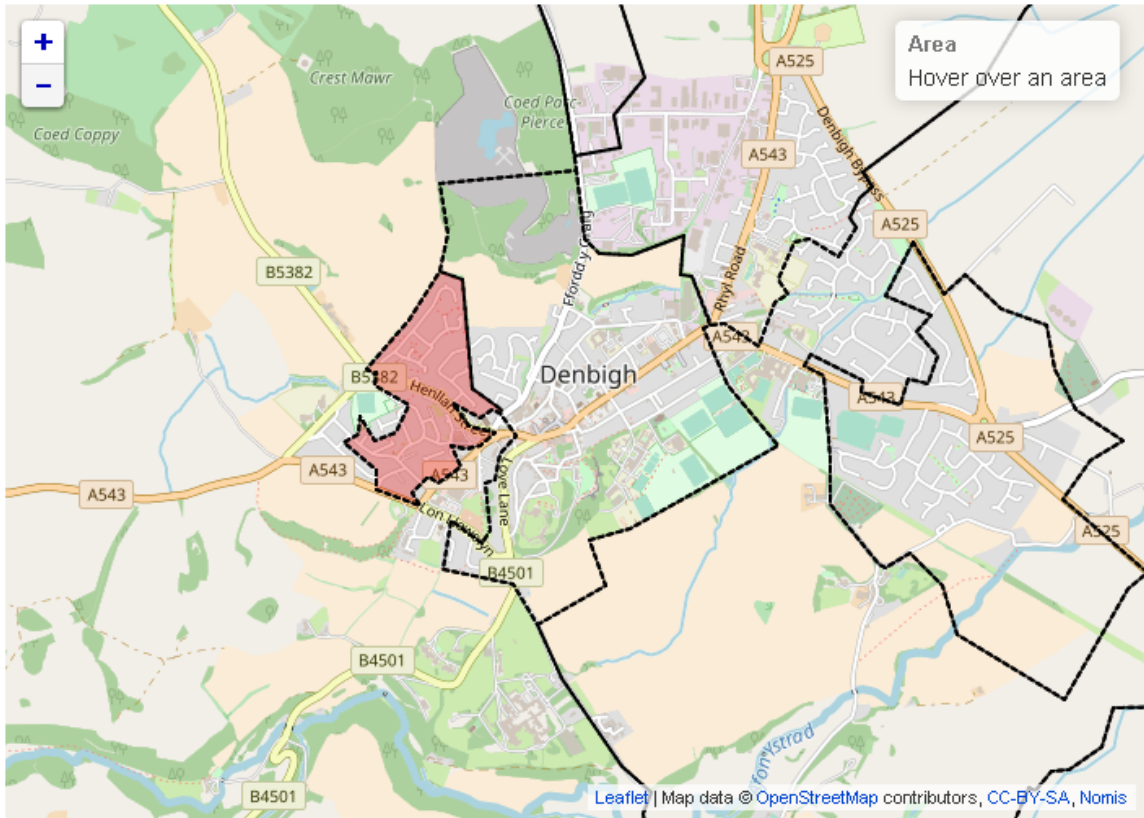 +
−
Area
Hover over an area
Crest Mawr
Coed Parc-
Pierce
Coed Coppy
A525
A543
Denbigh Bypass
A525
B5382
Ffordd y Graig
Rhyl Road
A543
Denbigh
B5382
Henllan Street
A543
A525
A543
A543
Love Lane
A543
Lon Llewelyn
A525
B4501
B4501
B4501
fon Ystrad
Leaflet | Map data © OpenStreetMap contributors, CC-BY-SA, Nomis